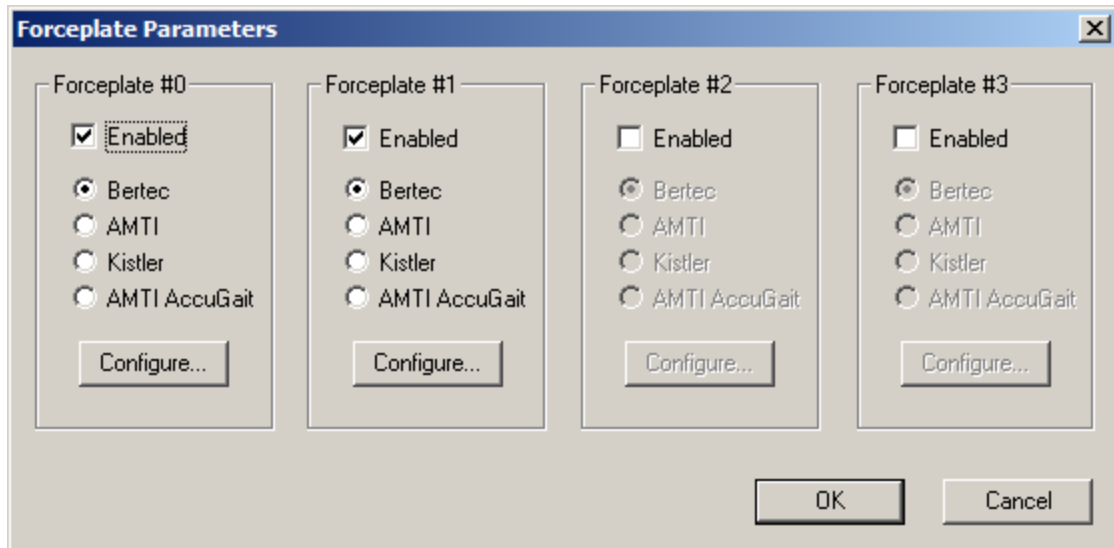 Forceplate Parameters
Forceplate #0
Enabled
Bertec
AMTI
Kistler
AMTI AccuGait
Configure...
Forceplate #1
Enabled
Bertec
AMTI
Kistler
AMTI AccuGait
Configure...
Forceplate #2
Enabled
Bertec
AMTI
Kistler
AMTI AccuGait
Configure...
Forceplate #3
Enabled
Bertec
AMTI
Kistler
AMTI AccuGait
Configure...
OK
Cancel